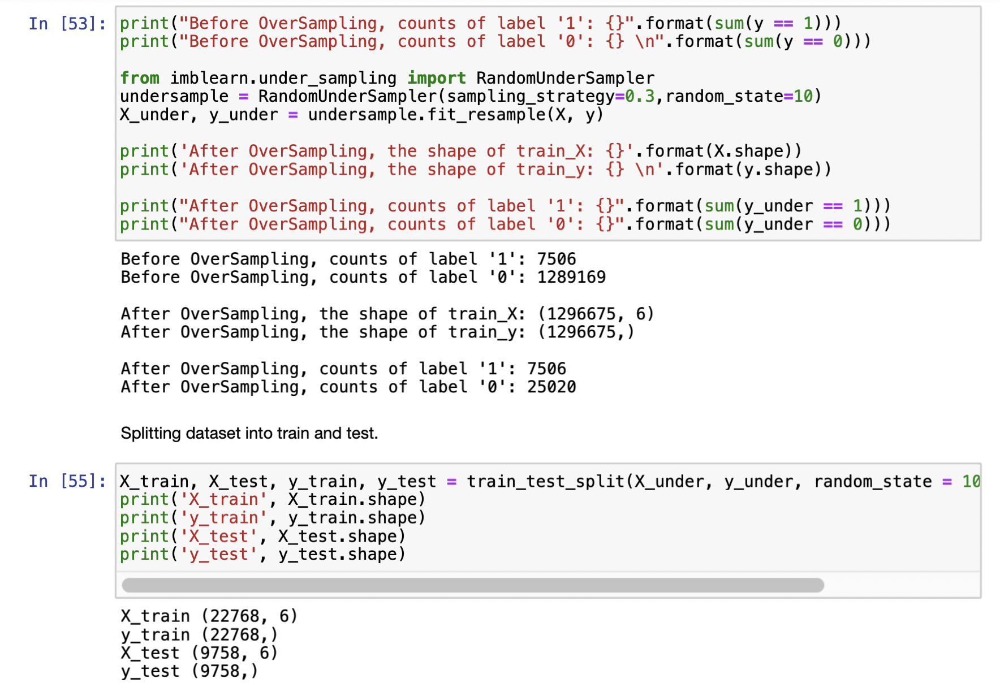 In [53]: print("Before OverSampling, counts of label '1': {}".format(sum(y == 1)))
print("Before OverSampling, counts of label '0': {} \n".format(sum(y == 0)))
from imblearn.under_sampling import RandomUnderSampler
undersample = RandomUnderSampler(sampling_strategy=0.3,random_state=10)
X_under, y_under = undersample.fit_resample(X, y)
print('After OverSampling, the shape of train_X: {}'.format(X.shape))
print('After OverSampling, the shape of train_y: {} \n'.format(y.shape))
print("After OverSampling, counts of label '1': {}".format(sum(y_under == 1)))
print("After OverSampling, counts of label '0': {}".format(sum(y_under == 0)))
Before OverSampling, counts of label '1': 7506
Before OverSampling, counts of label '0': 1289169
After OverSampling, the shape of train_X: (1296675, 6)
After OverSampling, the shape of train_y: (1296675,)
After OverSampling, counts of label '1': 7506
After OverSampling, counts of label '0': 25020
Splitting dataset into train and test.
In [55]: X_train, X_test, y_train, y_test = train_test_split(X_under, y_under, random_state = 10
print('X_train', X_train.shape)
print('y_train', y_train.shape)
print('X_test', X_test.shape)
print('y_test', y_test.shape)
X_train (22768, 6)
y_train (22768,)
X_test (9758, 6)
y_test (9758,)